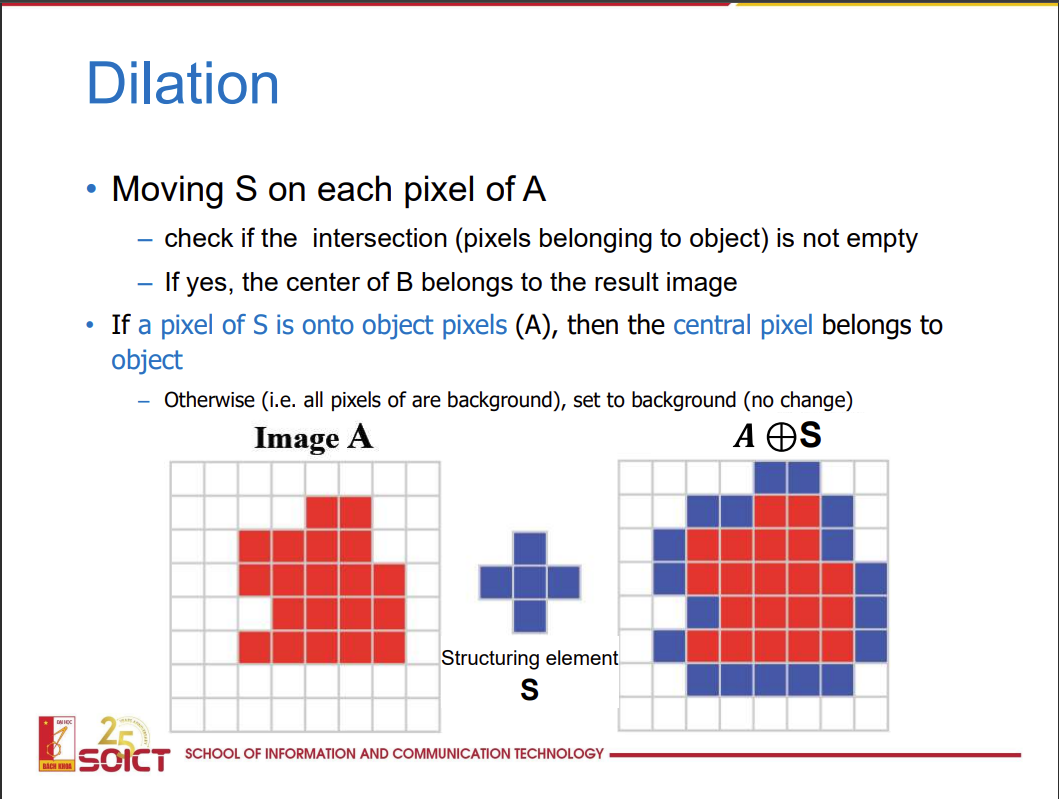 Dilation
• Moving S on each pixel of A
– check if the intersection (pixels belonging to object) is not empty
– If yes, the center of B belongs to the result image
• If a pixel of S is onto object pixels (A), then the central pixel belongs to
object
– Otherwise (i.e. all pixels of are background), set to background (no change)
Image A
A ⊕S
Structuring element
S
ĐẠI HỌC
BÁCH KHOA
25
SOICT
SCHOOL OF INFORMATION AND COMMUNICATION TECHNOLOGY